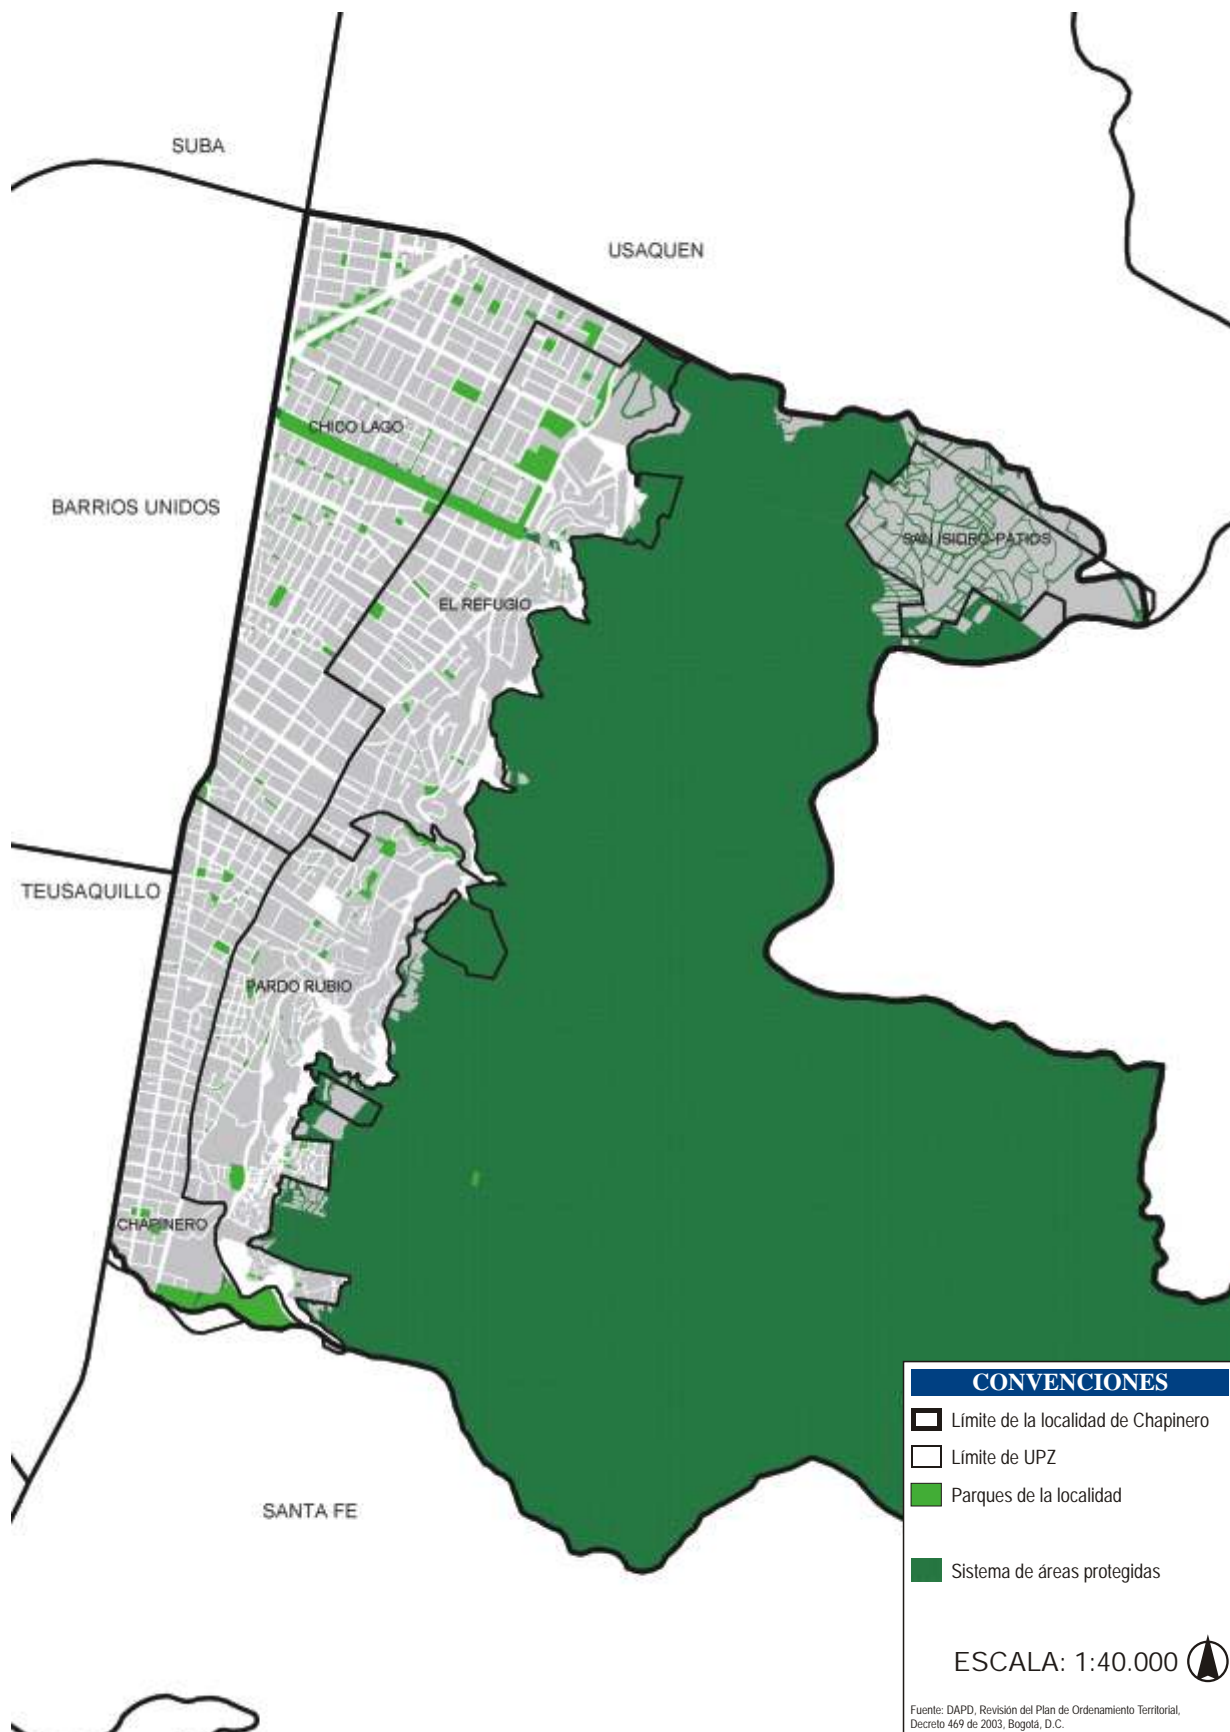 SUBA
USAQUEN
CHICO LAGO
BARRIOS UNIDOS
SAN ISIDRO-PATIOS
EL REFUGIO
TEUSAQUILLO
PARDO RUBIO
CHAPINERO
SANTA FE
CONVENCIONES
Límite de la localidad de Chapinero
Límite de UPZ
Parques de la localidad
Sistema de áreas protegidas
ESCALA: 1:40.000
Fuente: DAPD, Revisión del Plan de Ordenamiento Territorial,
Decreto 469 de 2003, Bogotá, D.C.